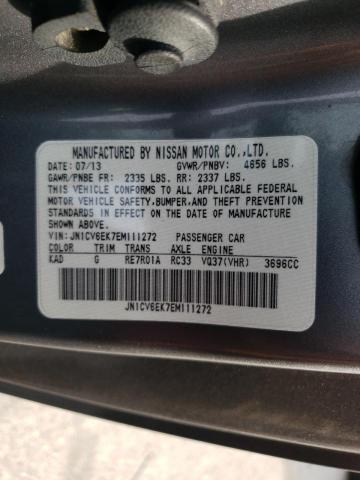 MANUFACTURED BY NISSAN MOTOR CO.,LTD.
DATE: 07/13 GVWR/PNBV: 4656 LBS.
GAWR/PNBE FR: 2335 LBS. RR: 2337 LBS.
THIS VEHICLE CONFORMS TO ALL APPLICABLE FEDERAL
MOTOR VEHICLE SAFETY,BUMPER,AND THEFT PREVENTION
STANDARDS IN EFFECT ON THE DATE OF MANUFACTURE
SHOWN ABOVE.
VIN: JN1CV6EK7EM111272 PASSENGER CAR
COLOR TRIM TRANS AXLE ENGINE
KAD G RE7R01A RC33 VQ37(VHR) 3696CC
JN1CV6EK7EM111272